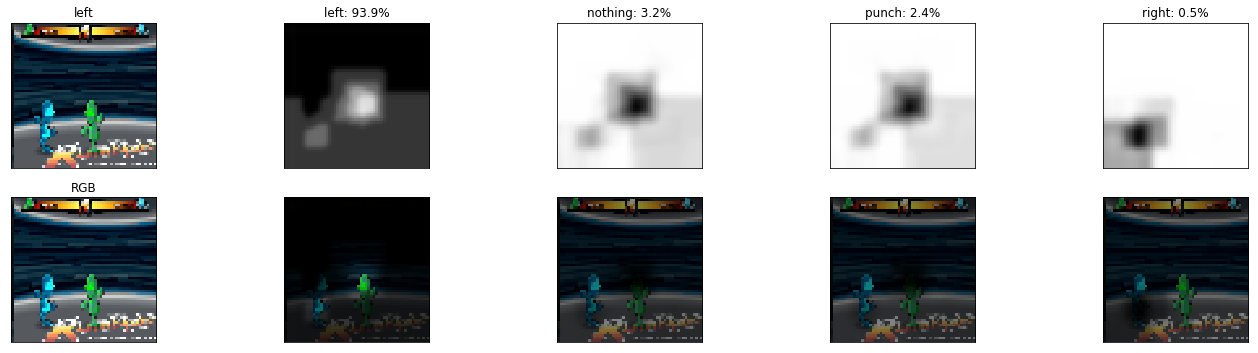 left
left: 93.9%
nothing: 3.2%
punch: 2.4%
right: 0.5%
RGB